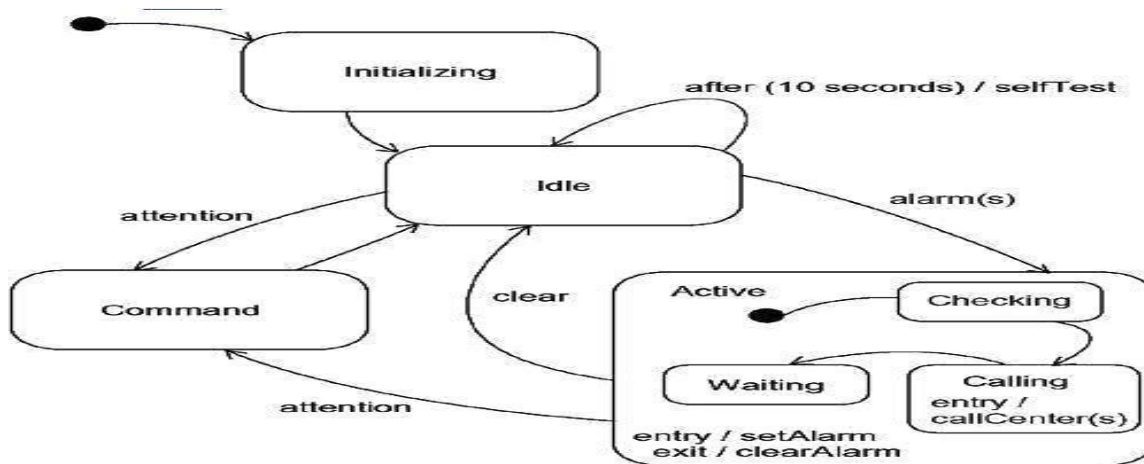 Initializing
after (10 seconds) / selfTest
Idle
attention
alarm(s)
clear
Active
Checking
Command
Waiting
Calling
entry /
callCenter(s)
attention
entry / setAlarm
exit / clearAlarm